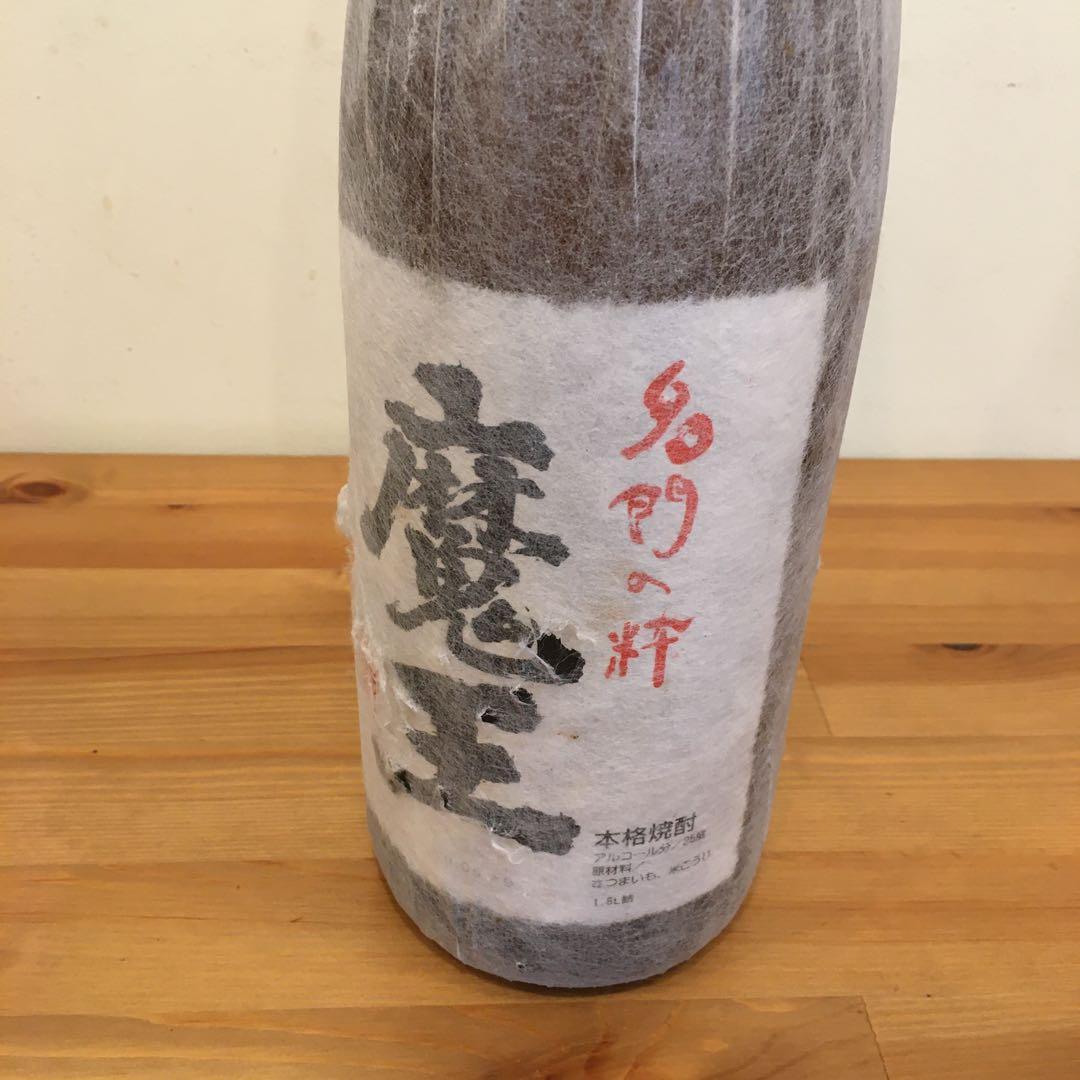 名門の粋
魔王
本格焼酎
アルコール分／25度
原材料／
さつまいも、米こうじ
1.8L詰